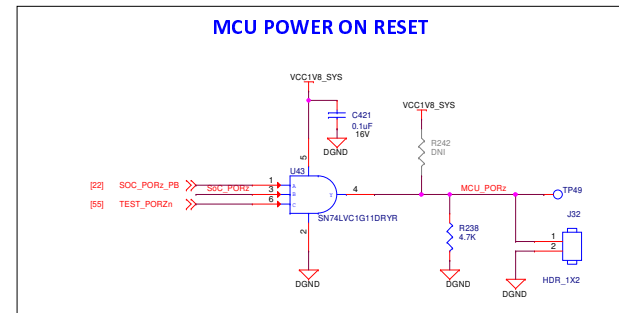 MCU POWER ON RESET
VCC1V8_SYS
C421
0.1uF
16V
DGND
VCC1V8_SYS
R242
DNI
5
U43
[22] SOC_PORz_PB 1 A
SoC_PORz 3 B
[55] TEST_PORZn 6 C
Y 4 MCU_PORz TP49
SN74LVC1G11DRYR
2
R238
4.7K
J32
1
2
HDR_1X2
DGND
DGND
DGND